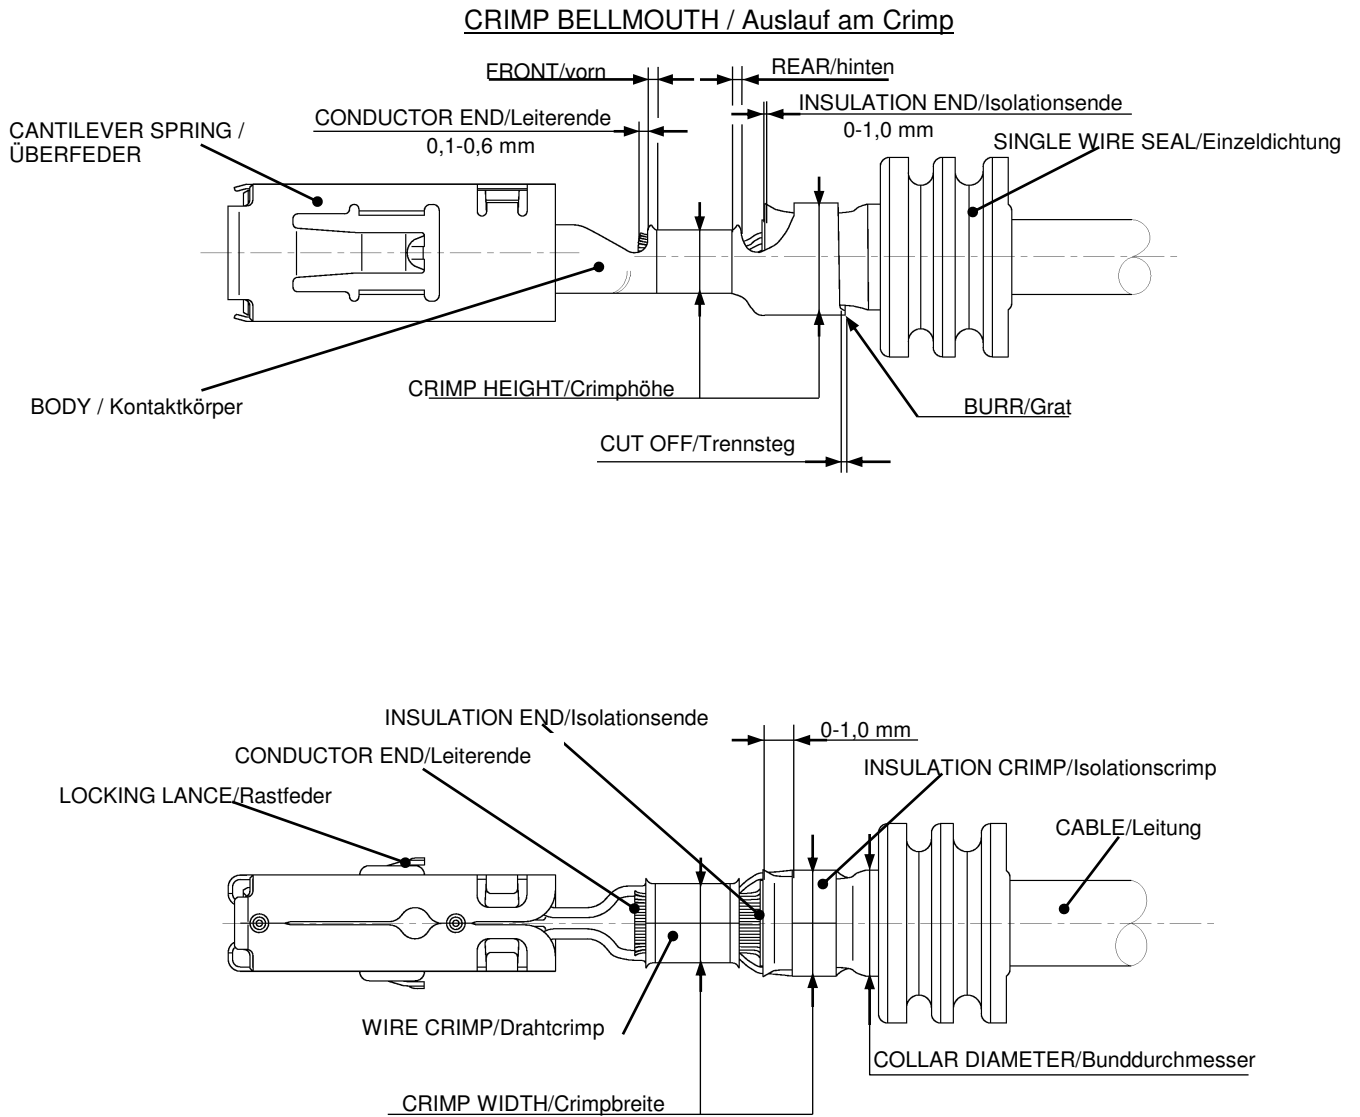 CRIMP BELLMOUTH / Auslauf am Crimp
FRONT/vorn
REAR/hinten
CONDUCTOR END/Leiterende
0,1-0,6 mm
INSULATION END/Isolationsende
0-1,0 mm
CANTILEVER SPRING /
ÜBERFEDER
SINGLE WIRE SEAL/Einzeldichtung
BODY / Kontaktkörper
CRIMP HEIGHT/Crimphöhe
BURR/Grat
CUT OFF/Trennsteg
INSULATION END/Isolationsende
0-1,0 mm
CONDUCTOR END/Leiterende
INSULATION CRIMP/Isolationscrimp
LOCKING LANCE/Rastfeder
CABLE/Leitung
WIRE CRIMP/Drahtcrimp
COLLAR DIAMETER/Bunddurchmesser
CRIMP WIDTH/Crimpbreite